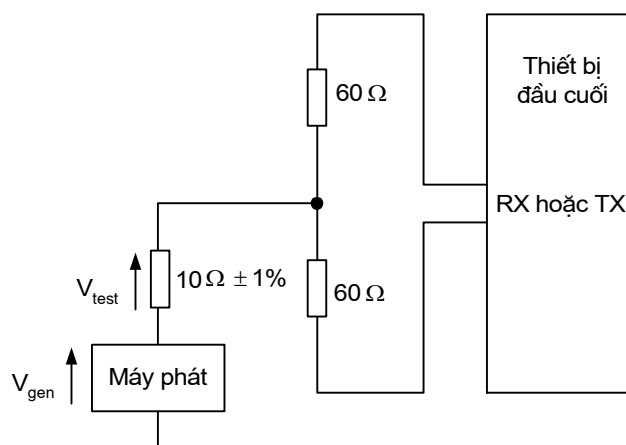 Thiết bị
đầu cuối
60 Ω
RX hoặc TX
10 Ω ± 1%
V_test
60 Ω
Máy phát
V_gen